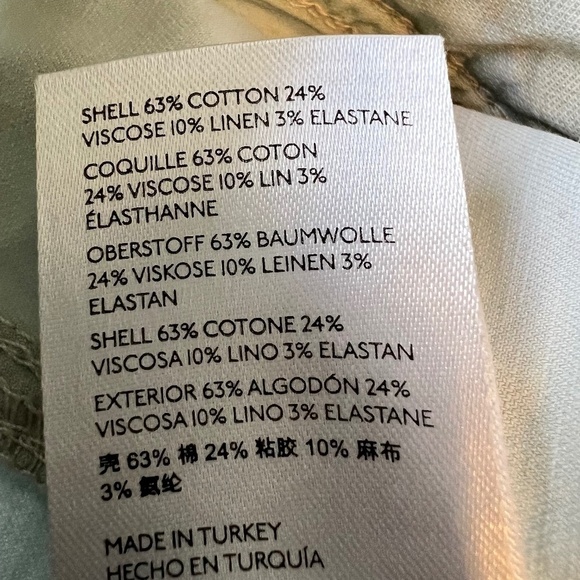 SHELL 63% COTTON 24%
VISCOSE 10% LINEN 3% ELASTANE
COQUILLE 63% COTON
24% VISCOSE 10% LIN 3%
ÉLASTHANNE
OBERSTOFF 63% BAUMWOLLE
24% VISKOSE 10% LEINEN 3%
ELASTAN
SHELL 63% COTONE 24%
VISCOSA 10% LINO 3% ELASTAN
EXTERIOR 63% ALGODÓN 24%
VISCOSA 10% LINO 3% ELASTANE
壳 63% 棉 24% 粘胶 10% 麻布
3% 氨纶
MADE IN TURKEY
HECHO EN TURQUÍA